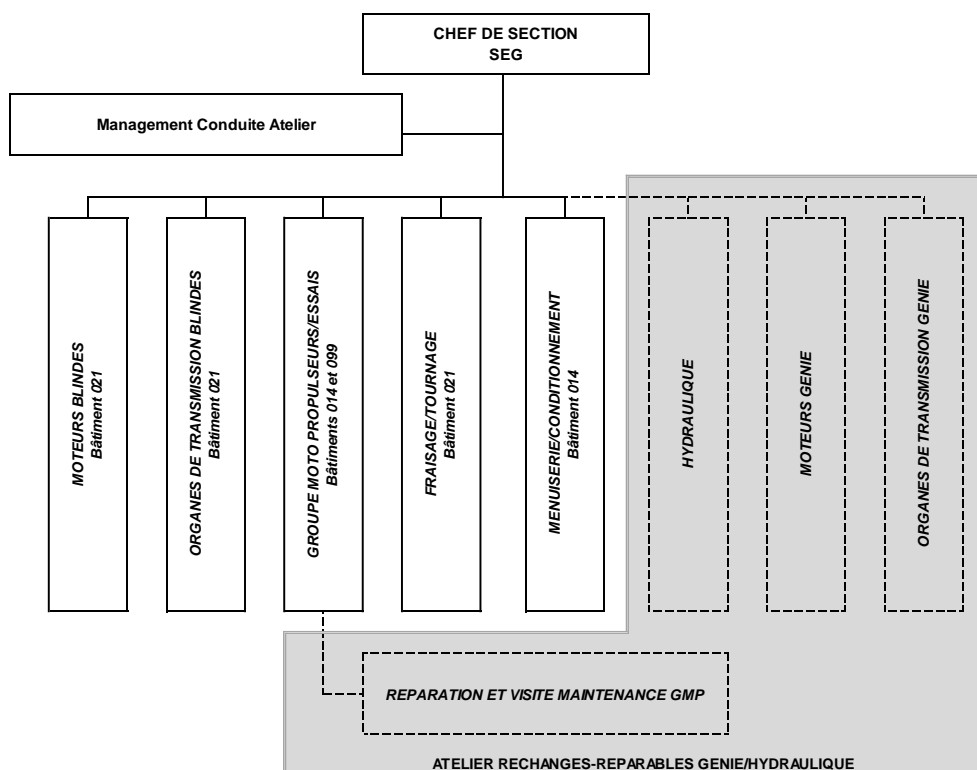 CHEF DE SECTION
SEG
Management Conduite Atelier
MOTEURS BLINDES
Bâtiment 021
ORGANES DE TRANSMISSION BLINDES
Bâtiment 021
GROUPE MOTO PROPULSEURS/ESSAIS
Bâtiments 014 et 099
FRAISAGE/TOURNAGE
Bâtiment 021
MENUISERIE/CONDITIONNEMENT
Bâtiment 014
HYDRAULIQUE
MOTEURS GENIE
ORGANES DE TRANSMISSION GENIE
REPARATION ET VISITE MAINTENANCE GMP
ATELIER RECHANGES-REPARABLES GENIE/HYDRAULIQUE